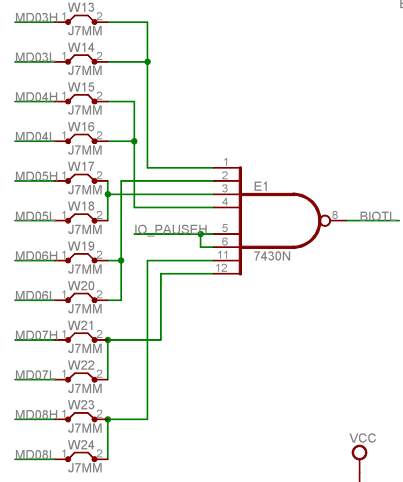 W13
MD03H 1 2
J7MM
W14
MD03L 1 2
J7MM
W15
MD04H 1 2
J7MM
W16
MD04L 1 2
J7MM
W17
MD05H 1 2
J7MM
W18
MD05L 1 2
J7MM
W19
MD06H 1 2
J7MM
W20
MD06L 1 2
J7MM
W21
MD07H 1 2
J7MM
W22
MD07L 1 2
J7MM
W23
MD08H 1 2
J7MM
W24
MD08L 1 2
J7MM
IO_PAUSEH
1
2
3
4
5
6
11
12
E1
7430N
8 BIOTL
VCC